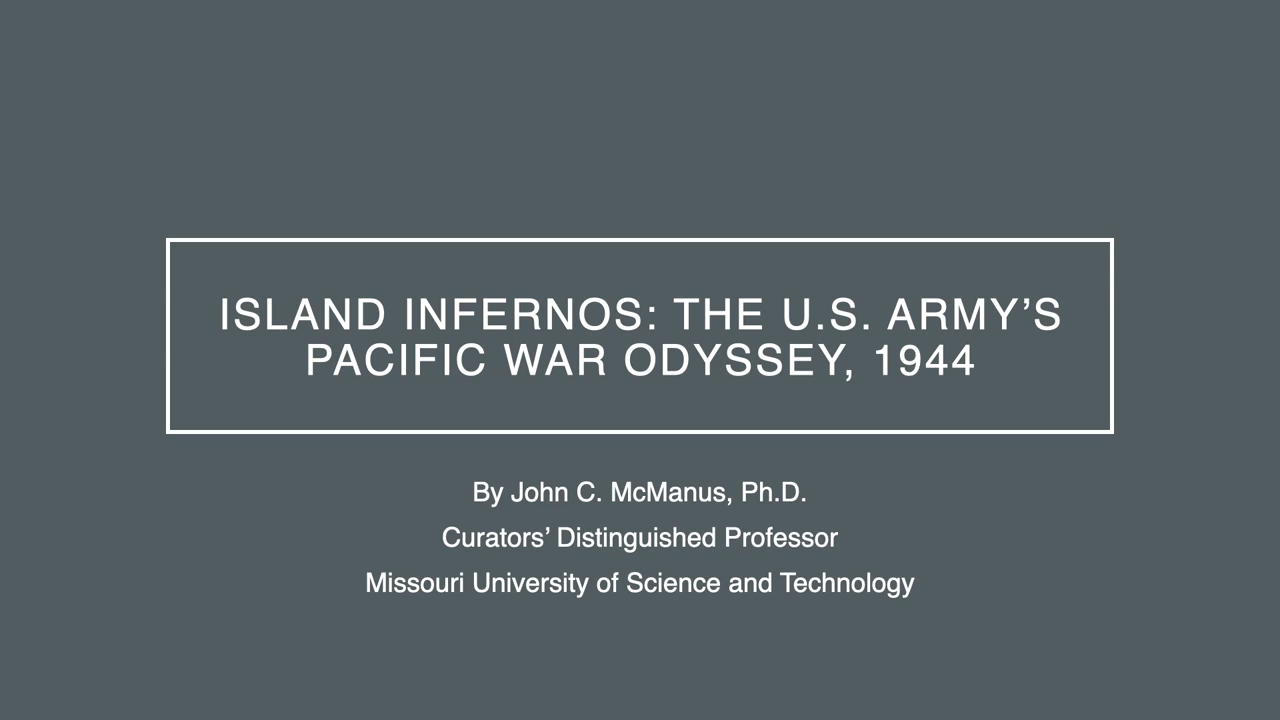 ISLAND INFERNOS: THE U.S. ARMY’S
PACIFIC WAR ODYSSEY, 1944
By John C. McManus, Ph.D.
Curators’ Distinguished Professor
Missouri University of Science and Technology